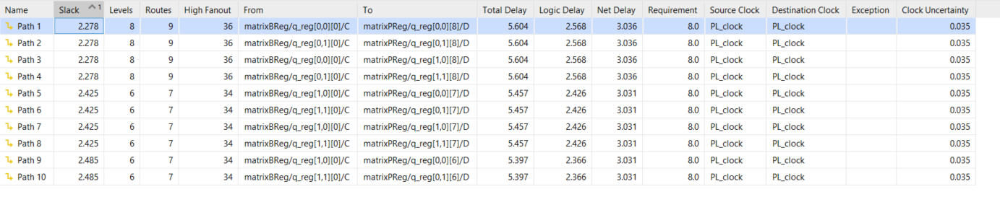 Name Slack 1 Levels Routes High Fanout From To Total Delay Logic Delay Net Delay Requirement Source Clock Destination Clock Exception Clock Uncertainty
Path 1 2.278 8 9 36 matrixBReg/q_reg[0,0][0]/C matrixPReg/q_reg[0,0][8]/D 5.604 2.568 3.036 8.0 PL_clock PL_clock 0.035
Path 2 2.278 8 9 36 matrixBReg/q_reg[0,1][0]/C matrixPReg/q_reg[0,1][8]/D 5.604 2.568 3.036 8.0 PL_clock PL_clock 0.035
Path 3 2.278 8 9 36 matrixBReg/q_reg[0,0][0]/C matrixPReg/q_reg[1,0][8]/D 5.604 2.568 3.036 8.0 PL_clock PL_clock 0.035
Path 4 2.278 8 9 36 matrixBReg/q_reg[0,1][0]/C matrixPReg/q_reg[1,1][8]/D 5.604 2.568 3.036 8.0 PL_clock PL_clock 0.035
Path 5 2.425 6 7 34 matrixBReg/q_reg[1,0][0]/C matrixPReg/q_reg[0,0][7]/D 5.457 2.426 3.031 8.0 PL_clock PL_clock 0.035
Path 6 2.425 6 7 34 matrixBReg/q_reg[1,1][0]/C matrixPReg/q_reg[0,1][7]/D 5.457 2.426 3.031 8.0 PL_clock PL_clock 0.035
Path 7 2.425 6 7 34 matrixBReg/q_reg[1,0][0]/C matrixPReg/q_reg[1,0][7]/D 5.457 2.426 3.031 8.0 PL_clock PL_clock 0.035
Path 8 2.425 6 7 34 matrixBReg/q_reg[1,1][0]/C matrixPReg/q_reg[1,1][7]/D 5.457 2.426 3.031 8.0 PL_clock PL_clock 0.035
Path 9 2.485 6 7 34 matrixBReg/q_reg[1,0][0]/C matrixPReg/q_reg[0,0][6]/D 5.397 2.366 3.031 8.0 PL_clock PL_clock 0.035
Path 10 2.485 6 7 34 matrixBReg/q_reg[1,1][0]/C matrixPReg/q_reg[0,1][6]/D 5.397 2.366 3.031 8.0 PL_clock PL_clock 0.035